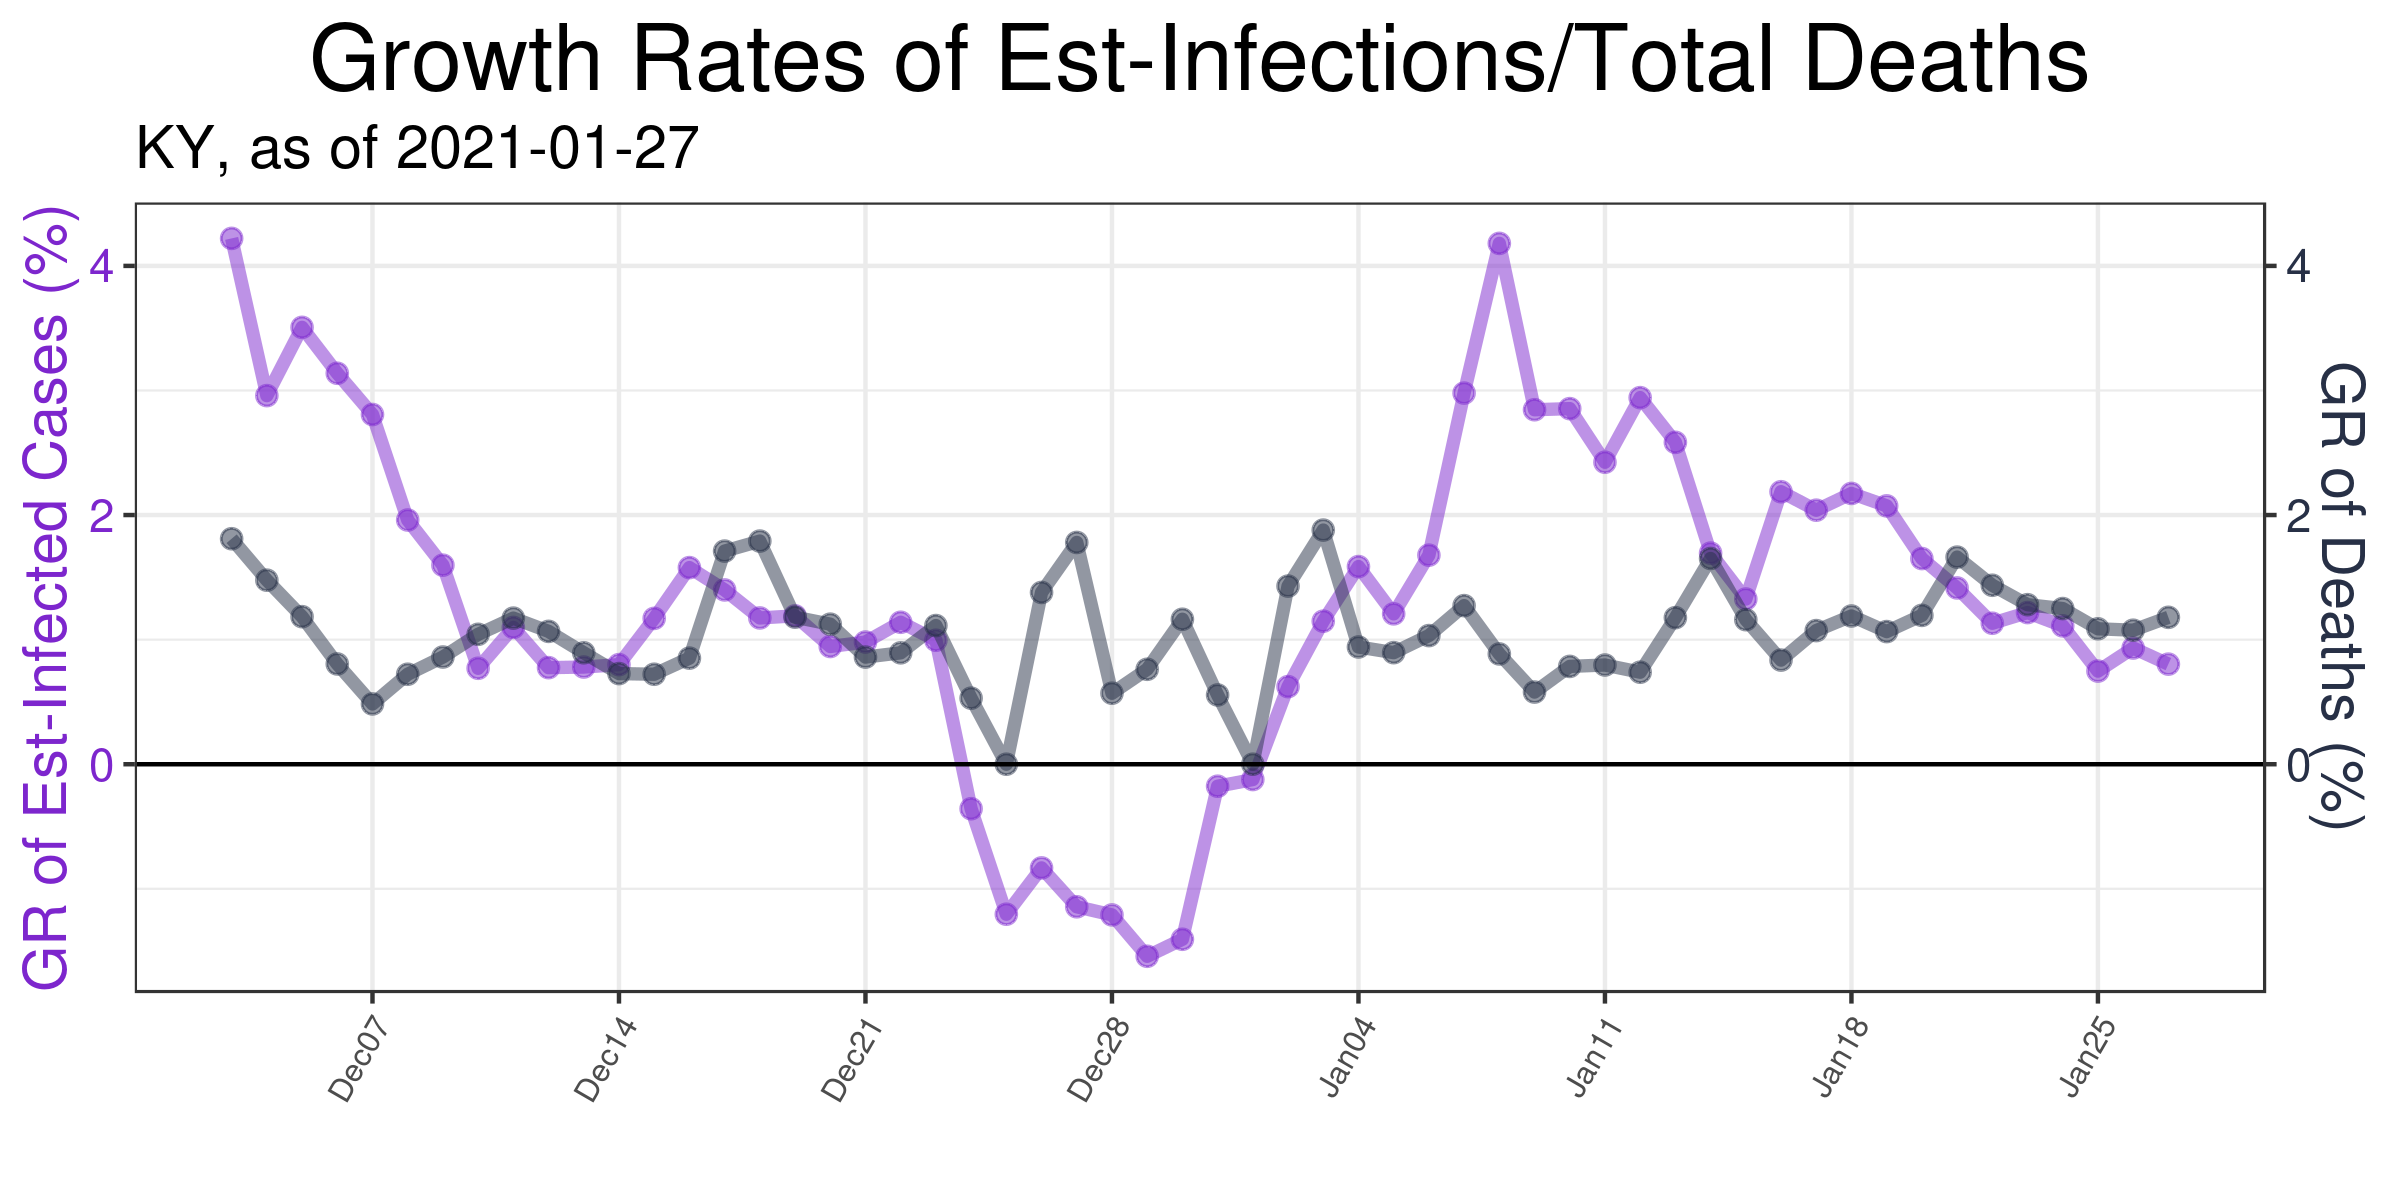 Growth Rates of Est-Infections/Total Deaths
KY, as of 2021-01-27
GR of Est-Infected Cases (%)
4
2
0
4
2
0
GR of Deaths (%)
Dec07
Dec14
Dec21
Dec28
Jan04
Jan11
Jan18
Jan25